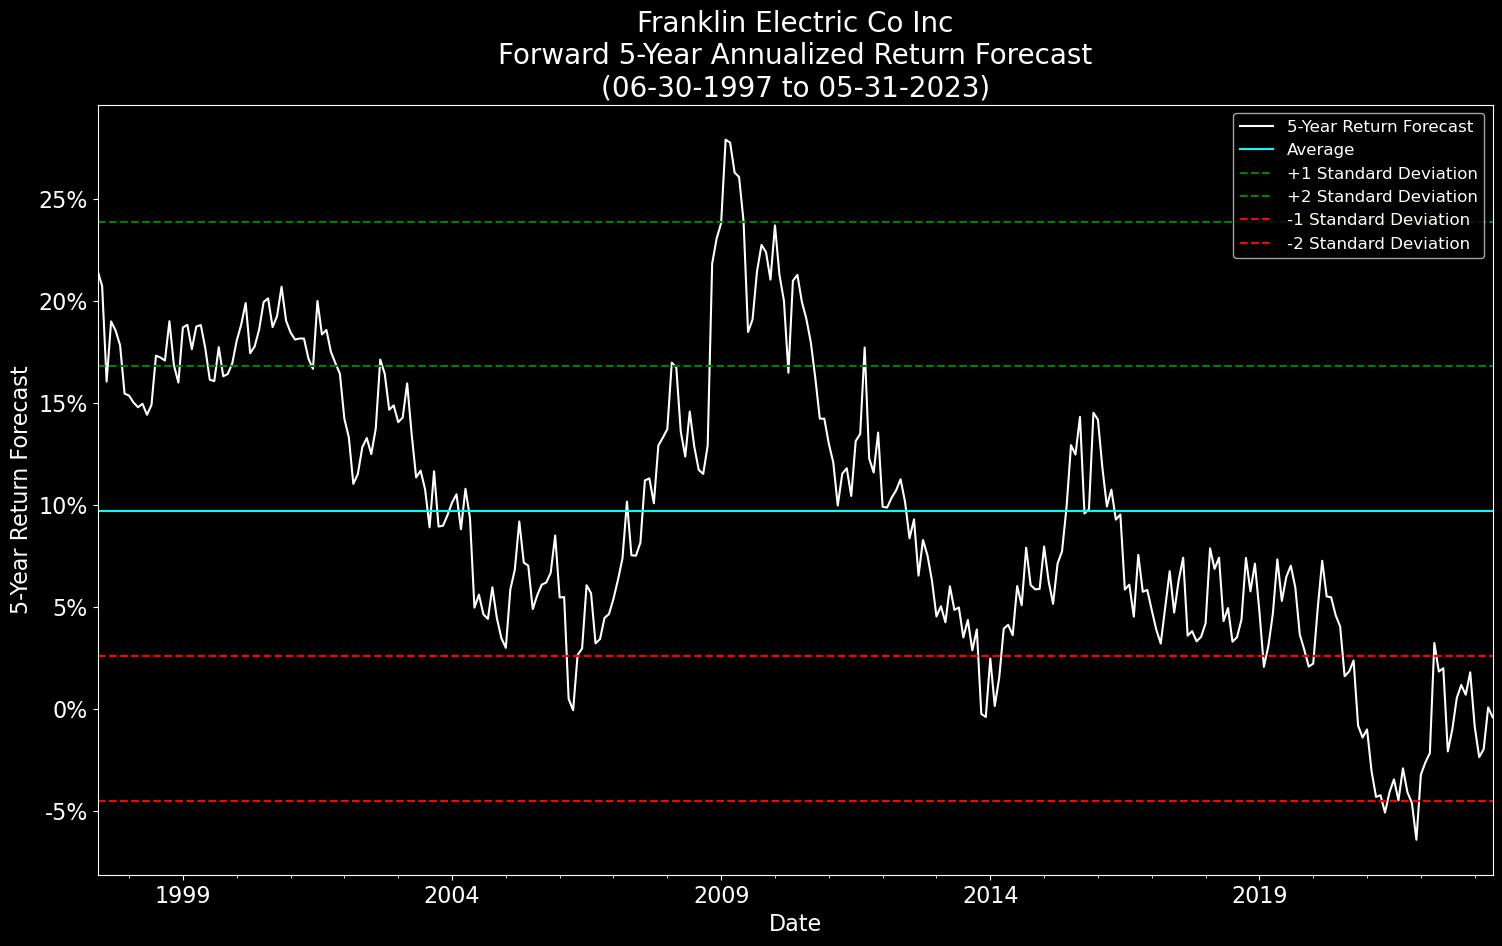 Franklin Electric Co Inc
Forward 5-Year Annualized Return Forecast
(06-30-1997 to 05-31-2023)
5-Year Return Forecast
Average
+1 Standard Deviation
+2 Standard Deviation
-1 Standard Deviation
-2 Standard Deviation
25%
20%
15%
10%
5%
0%
-5%
5-Year Return Forecast
1999 2004 2009 2014 2019
Date